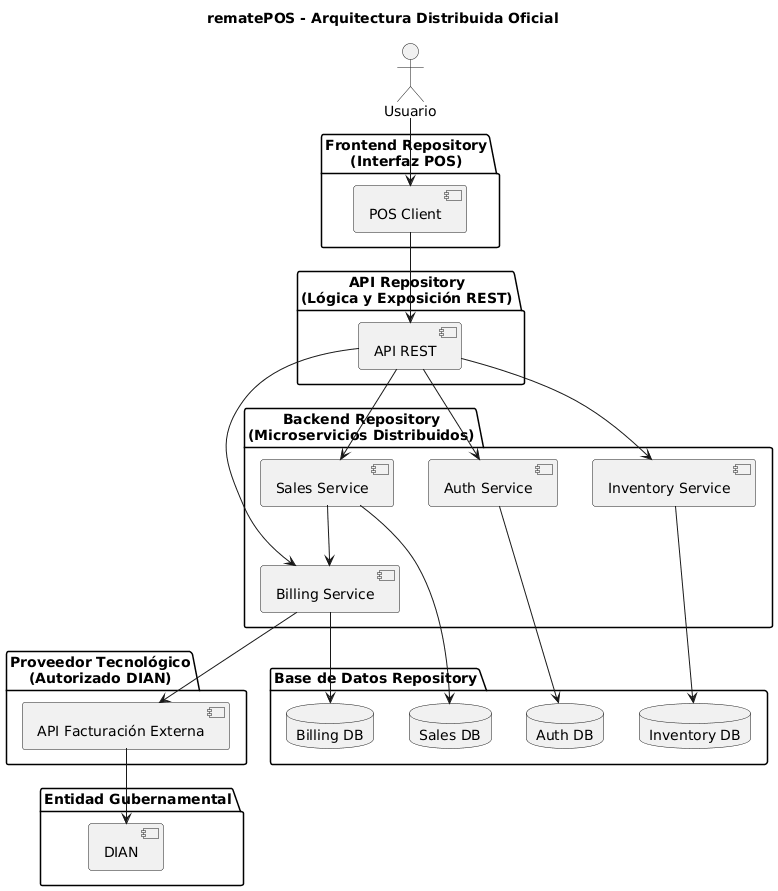 rematePOS - Arquitectura Distribuida Oficial
Usuario
Frontend Repository
(Interfaz POS)
POS Client
API Repository
(Lógica y Exposición REST)
API REST
Backend Repository
(Microservicios Distribuidos)
Sales Service
Auth Service
Inventory Service
Billing Service
Proveedor Tecnológico
(Autorizado DIAN)
API Facturación Externa
Base de Datos Repository
Billing DB
Sales DB
Auth DB
Inventory DB
Entidad Gubernamental
DIAN